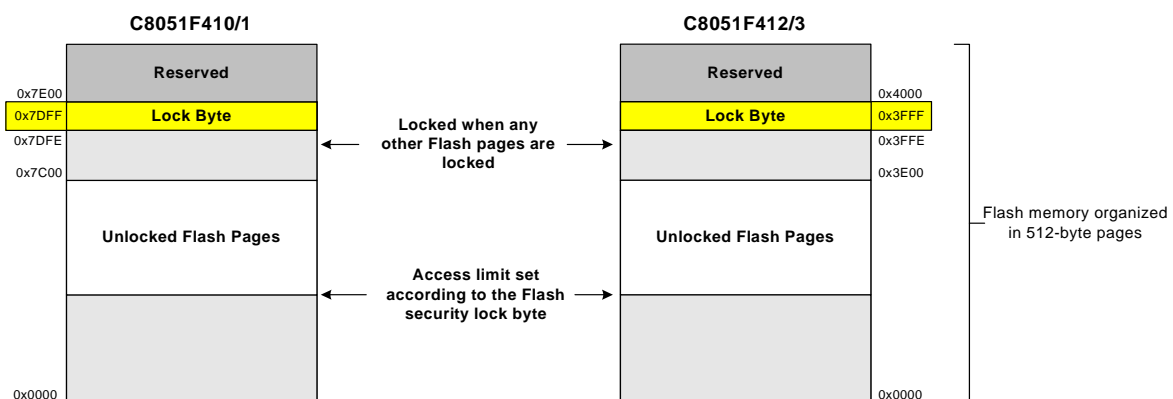 C8051F410/1
Reserved
0x7E00
0x7DFF
Lock Byte
0x7DFE
0x7C00
Unlocked Flash Pages
0x0000
Locked when any
other Flash pages are
locked
Access limit set
according to the Flash
security lock byte
C8051F412/3
Reserved
0x4000
Lock Byte
0x3FFF
0x3FFE
0x3E00
Unlocked Flash Pages
0x0000
Flash memory organized
in 512-byte pages